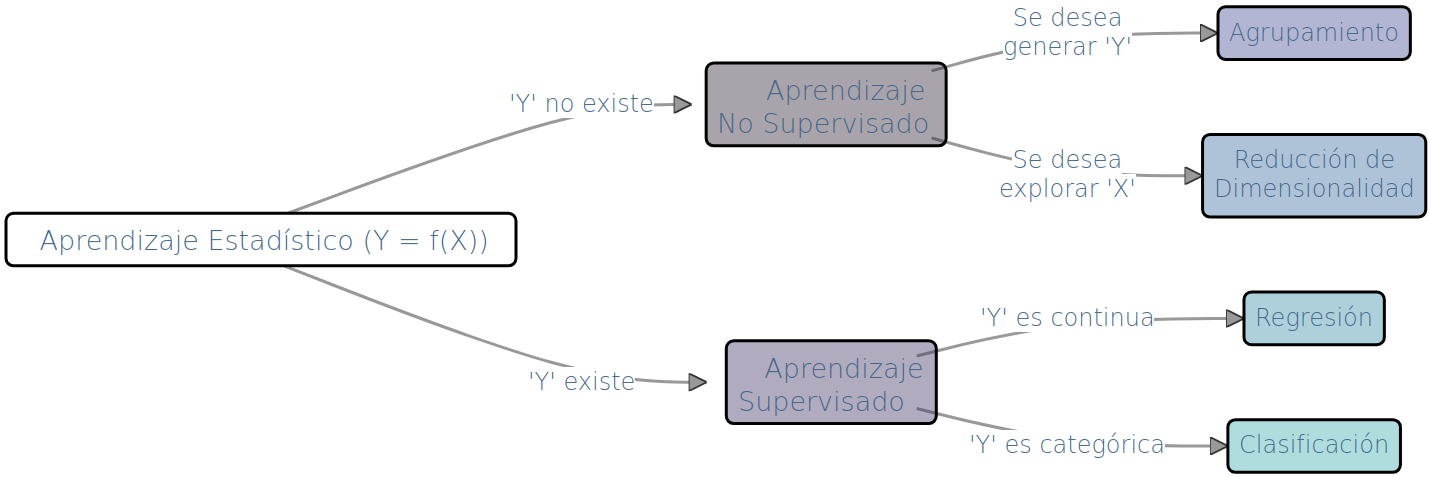 Se desea
generar 'Y'
Agrupamiento
'Y' no existe
Aprendizaje
No Supervisado
Se desea
explorar 'X'
Reducción de
Dimensionalidad
Aprendizaje Estadístico (Y = f(X))
'Y' es continua
Regresión
'Y' existe
Aprendizaje
Supervisado
'Y' es categórica
Clasificación